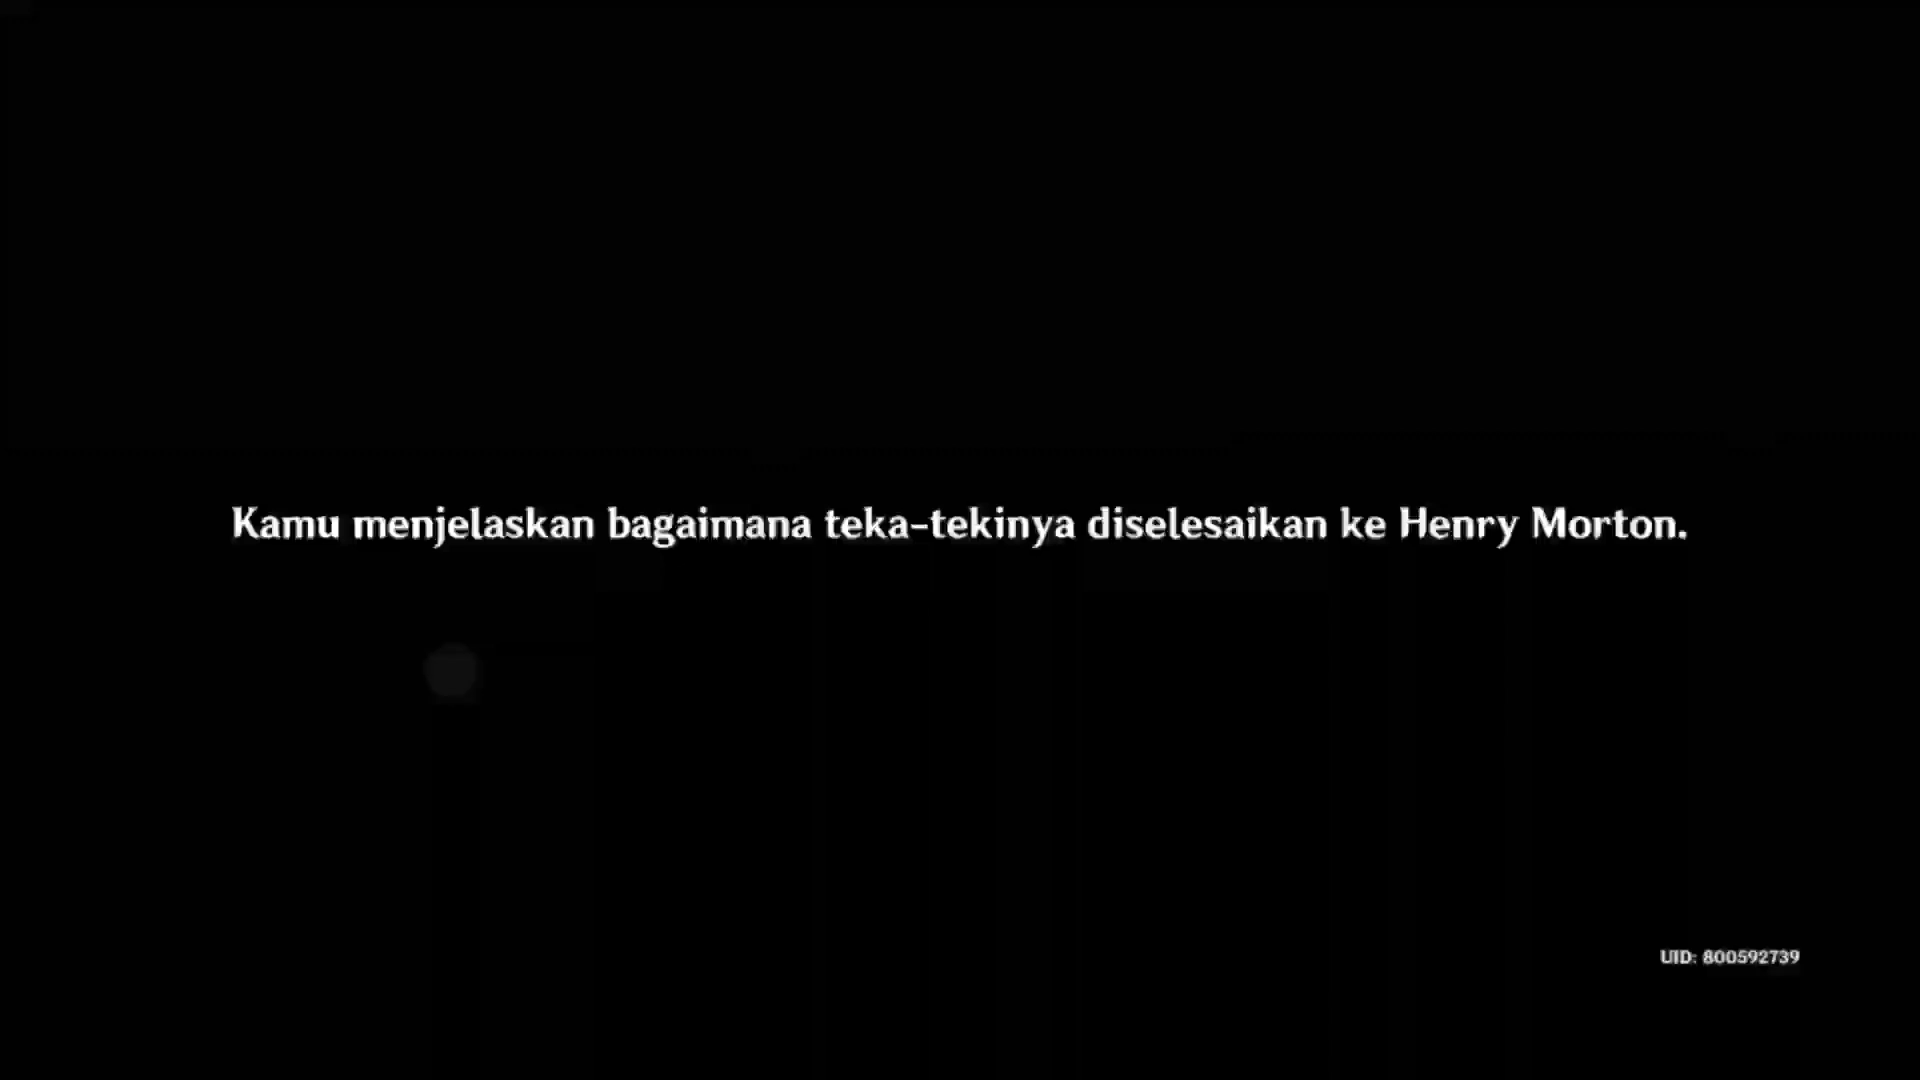 Kamu menjelaskan bagaimana teka-tekinya diselesaikan ke Henry Morton.
UID: 800592739